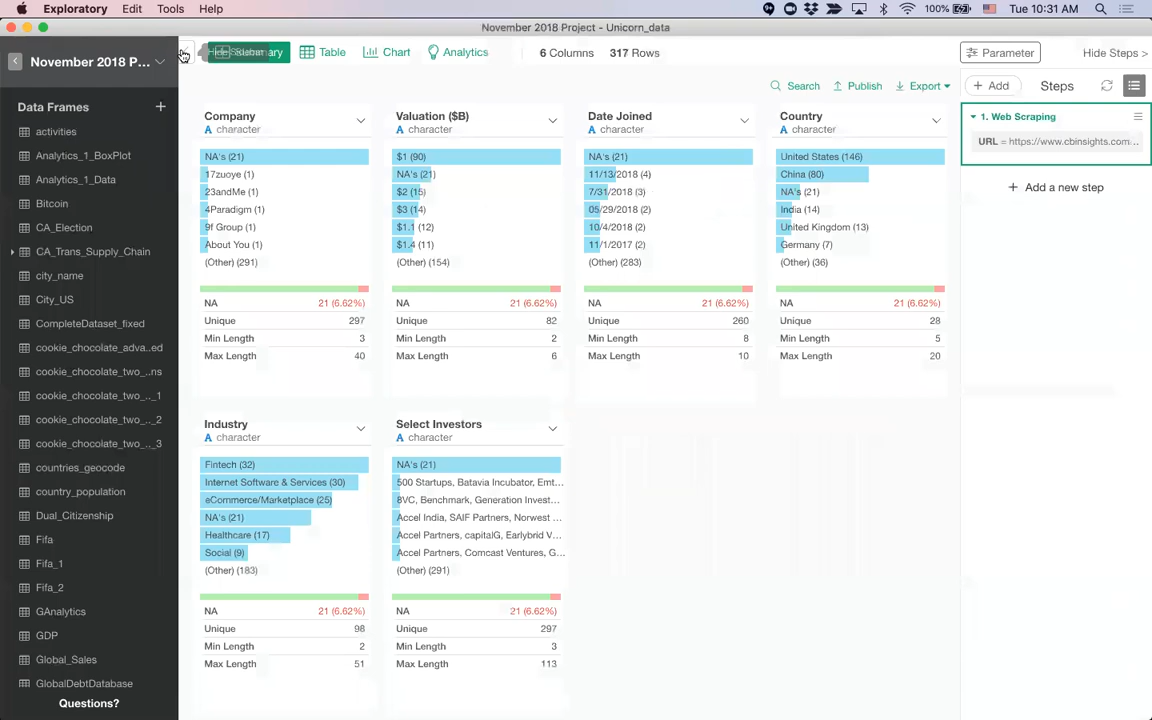 Exploratory Edit Tools Help
100% Tue 10:31 AM
November 2018 Project - Unicorn_data
November 2018 P...
Summary Table Chart Analytics 6 Columns 317 Rows Parameter Hide Steps >
Data Frames +
Search Publish Export + Add Steps
activities
Analytics_1_BoxPlot
Analytics_1_Data
Bitcoin
CA_Election
CA_Trans_Supply_Chain
city_name
City_US
CompleteDataset_fixed
cookie_chocolate_adva..ed
cookie_chocolate_two_..ns
cookie_chocolate_two_.._1
cookie_chocolate_two_.._2
cookie_chocolate_two_.._3
countries_geocode
country_population
Dual_Citizenship
Fifa
Fifa_1
Fifa_2
GAnalytics
GDP
Global_Sales
GlobalDebtDatabase
Questions?
Company
A character
NA's (21)
17zuoye (1)
23andMe (1)
4Paradigm (1)
9f Group (1)
About You (1)
(Other) (291)
NA 21 (6.62%)
Unique 297
Min Length 3
Max Length 40
Valuation ($B)
A character
$1 (90)
NA's (21)
$2 (15)
$3 (14)
$1.1 (12)
$1.4 (11)
(Other) (154)
NA 21 (6.62%)
Unique 82
Min Length 2
Max Length 6
Date Joined
A character
NA's (21)
11/13/2018 (4)
7/31/2018 (3)
05/29/2018 (2)
10/4/2018 (2)
11/1/2017 (2)
(Other) (283)
NA 21 (6.62%)
Unique 260
Min Length 8
Max Length 10
Country
A character
United States (146)
China (80)
NA's (21)
India (14)
United Kingdom (13)
Germany (7)
(Other) (36)
NA 21 (6.62%)
Unique 28
Min Length 5
Max Length 20
Industry
A character
Fintech (32)
Internet Software & Services (30)
eCommerce/Marketplace (25)
NA's (21)
Healthcare (17)
Social (9)
(Other) (183)
NA 21 (6.62%)
Unique 98
Min Length 2
Max Length 51
Select Investors
A character
NA's (21)
500 Startups, Batavia Incubator, Emt...
8VC, Benchmark, Generation Invest...
Accel India, SAIF Partners, Norwest ...
Accel Partners, capitalG, Earlybird V...
Accel Partners, Comcast Ventures, G...
(Other) (291)
NA 21 (6.62%)
Unique 297
Min Length 3
Max Length 113
1. Web Scraping
URL = https://www.cbinsights.com...
+ Add a new step